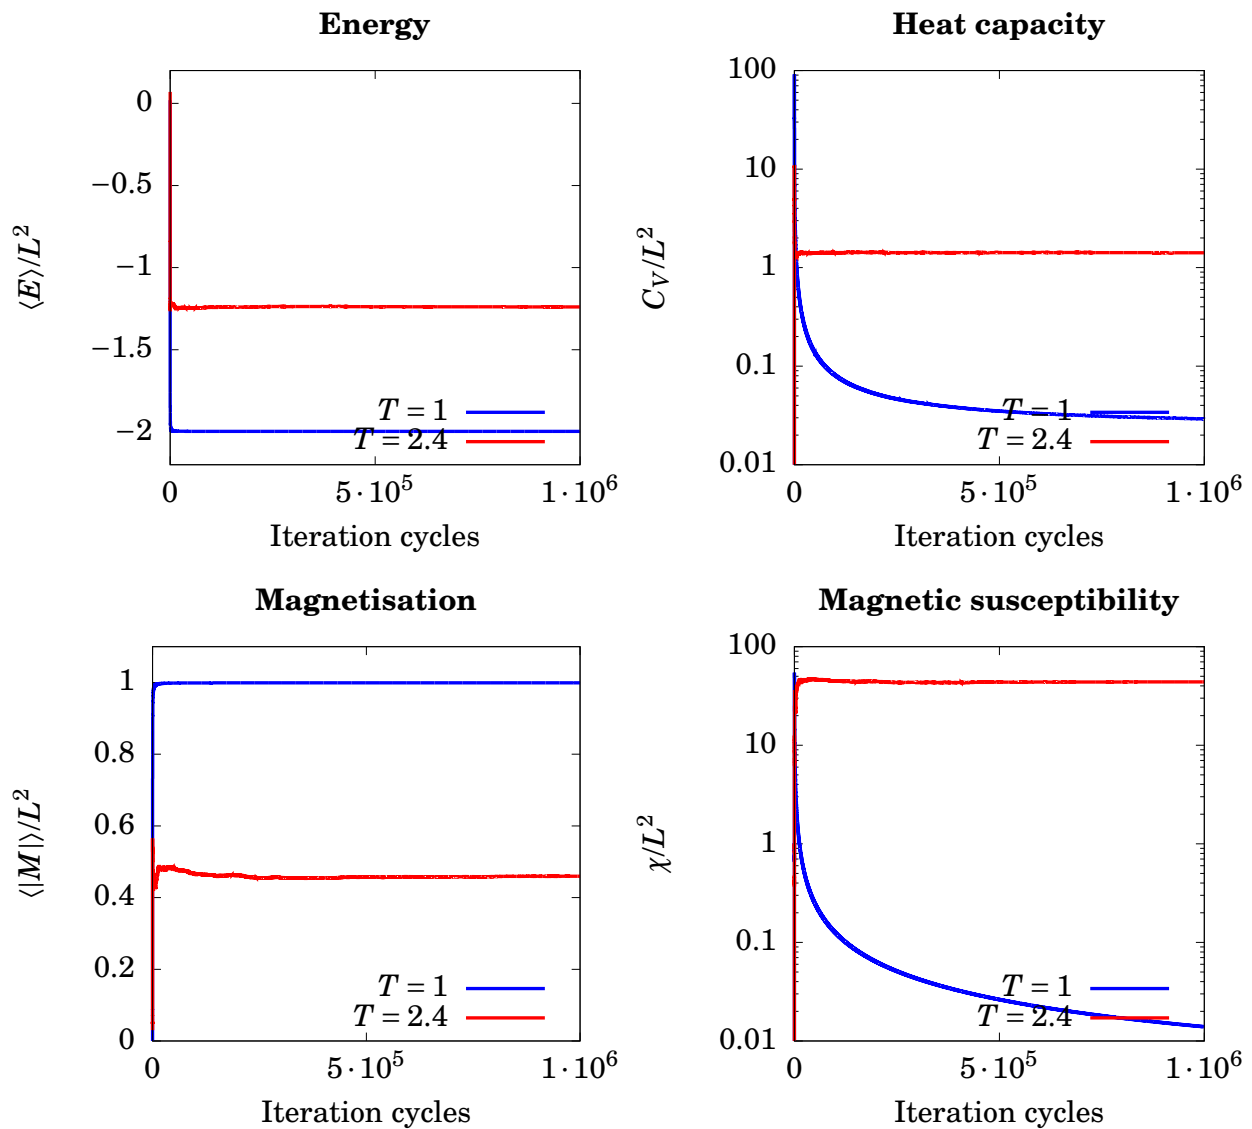 Energy
0
−0.5
−1
−1.5
−2
⟨E⟩/L²
T = 1
T = 2.4
0
5·10⁵
1·10⁶
Iteration cycles
Heat capacity
100
10
1
0.1
0.01
C_V/L²
T = 1
T = 2.4
0
5·10⁵
1·10⁶
Iteration cycles
Magnetisation
1
0.8
0.6
0.4
0.2
0
⟨|M|⟩/L²
T = 1
T = 2.4
0
5·10⁵
1·10⁶
Iteration cycles
Magnetic susceptibility
100
10
1
0.1
0.01
χ/L²
T = 1
T = 2.4
0
5·10⁵
1·10⁶
Iteration cycles